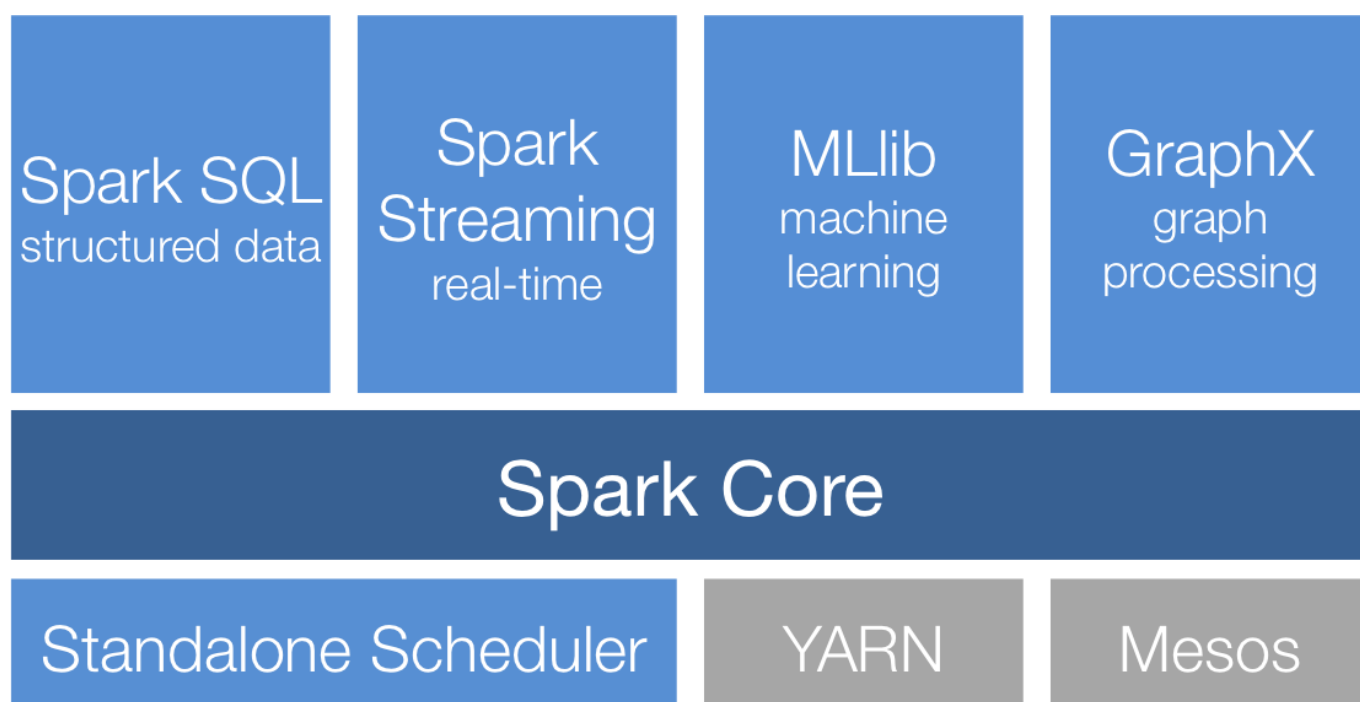 Spark SQL
structured data
Spark
Streaming
real-time
MLlib
machine
learning
GraphX
graph
processing
Spark Core
Standalone Scheduler
YARN
Mesos